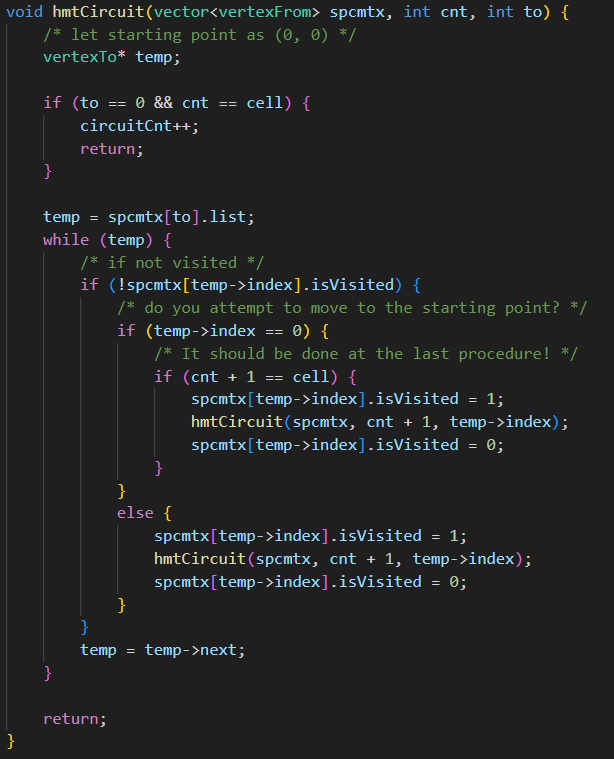 void hmtCircuit(vector<vertexFrom> spcmtx, int cnt, int to) {
    /* let starting point as (0, 0) */
    vertexTo* temp;

    if (to == 0 && cnt == cell) {
        circuitCnt++;
        return;
    }

    temp = spcmtx[to].list;
    while (temp) {
        /* if not visited */
        if (!spcmtx[temp->index].isVisited) {
            /* do you attempt to move to the starting point? */
            if (temp->index == 0) {
                /* It should be done at the last procedure! */
                if (cnt + 1 == cell) {
                    spcmtx[temp->index].isVisited = 1;
                    hmtCircuit(spcmtx, cnt + 1, temp->index);
                    spcmtx[temp->index].isVisited = 0;
                }
            }
            else {
                spcmtx[temp->index].isVisited = 1;
                hmtCircuit(spcmtx, cnt + 1, temp->index);
                spcmtx[temp->index].isVisited = 0;
            }
        }
        temp = temp->next;
    }

    return;
}